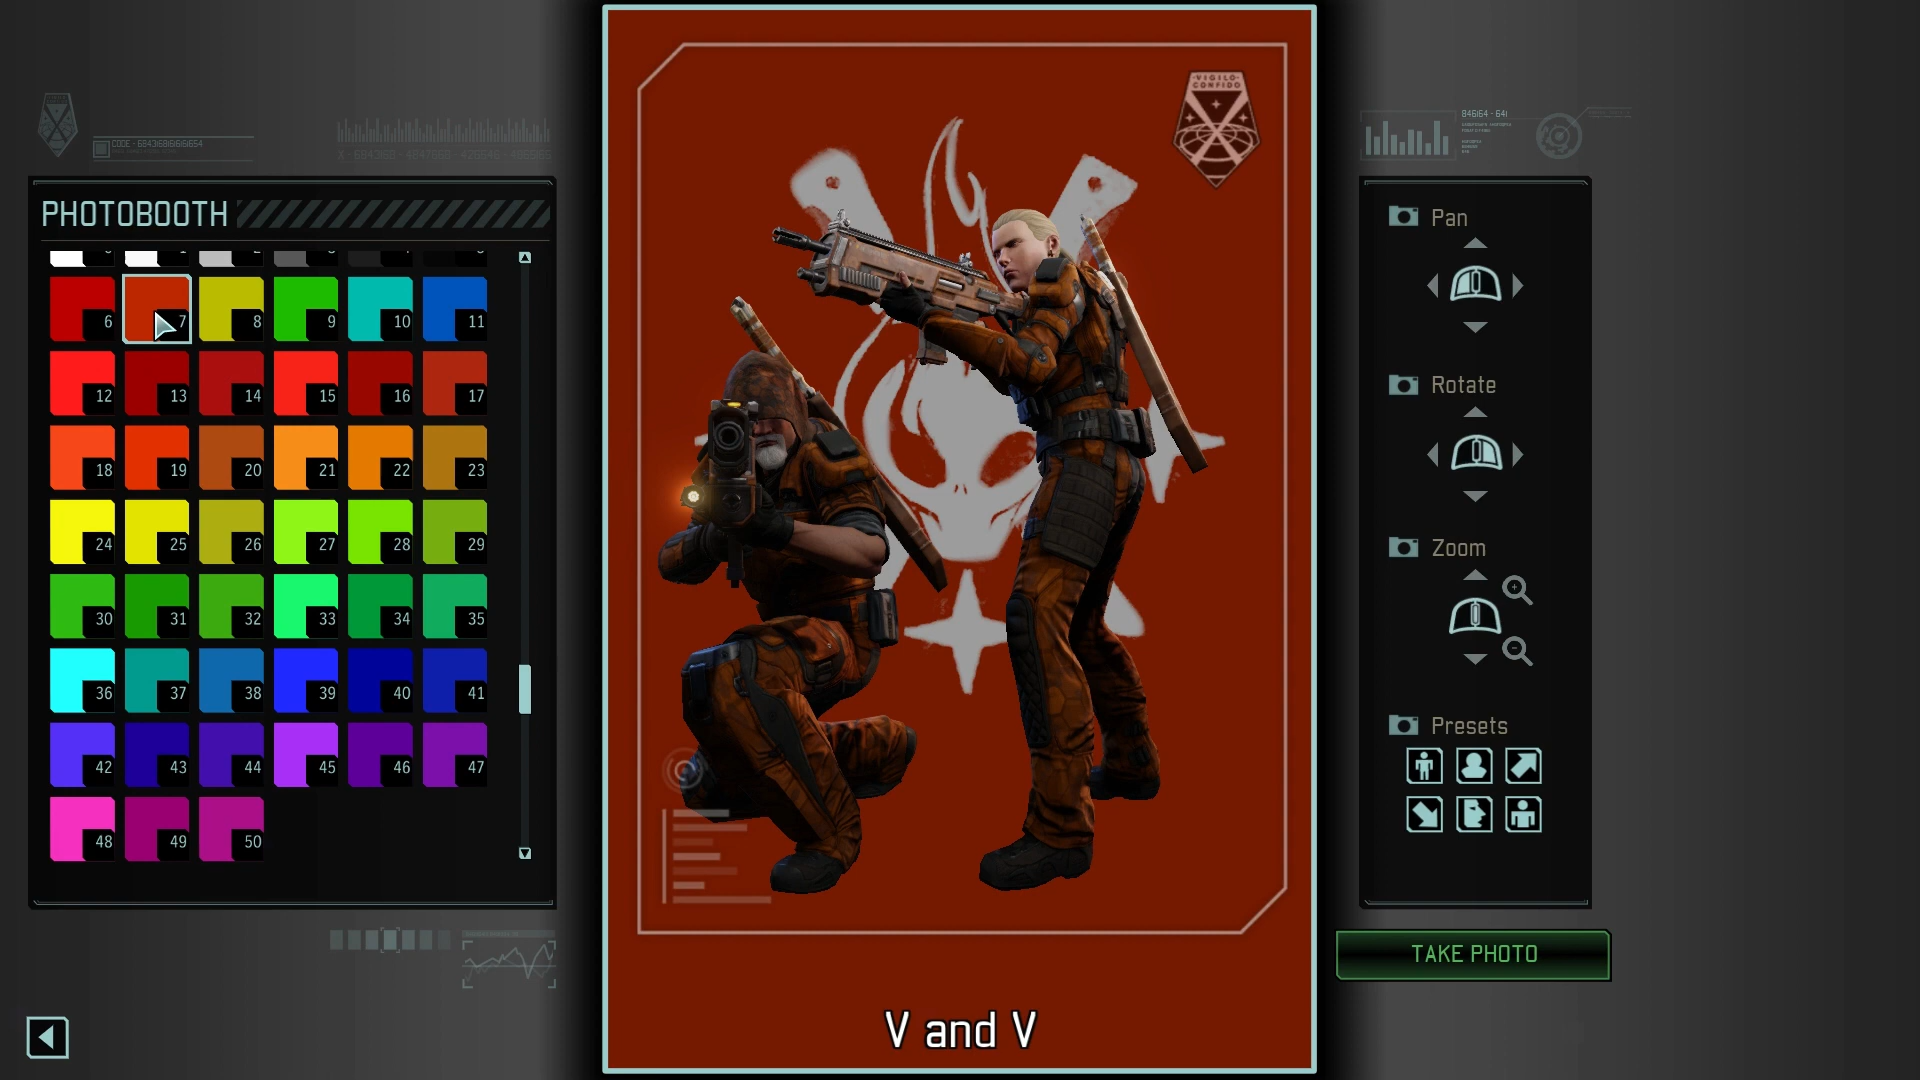 VIGILO
CONFIDO
PHOTOBOOTH
6 7 8 9 10 11
12 13 14 15 16 17
18 19 20 21 22 23
24 25 26 27 28 29
30 31 32 33 34 35
36 37 38 39 40 41
42 43 44 45 46 47
48 49 50
V and V
Pan
Rotate
Zoom
Presets
TAKE PHOTO